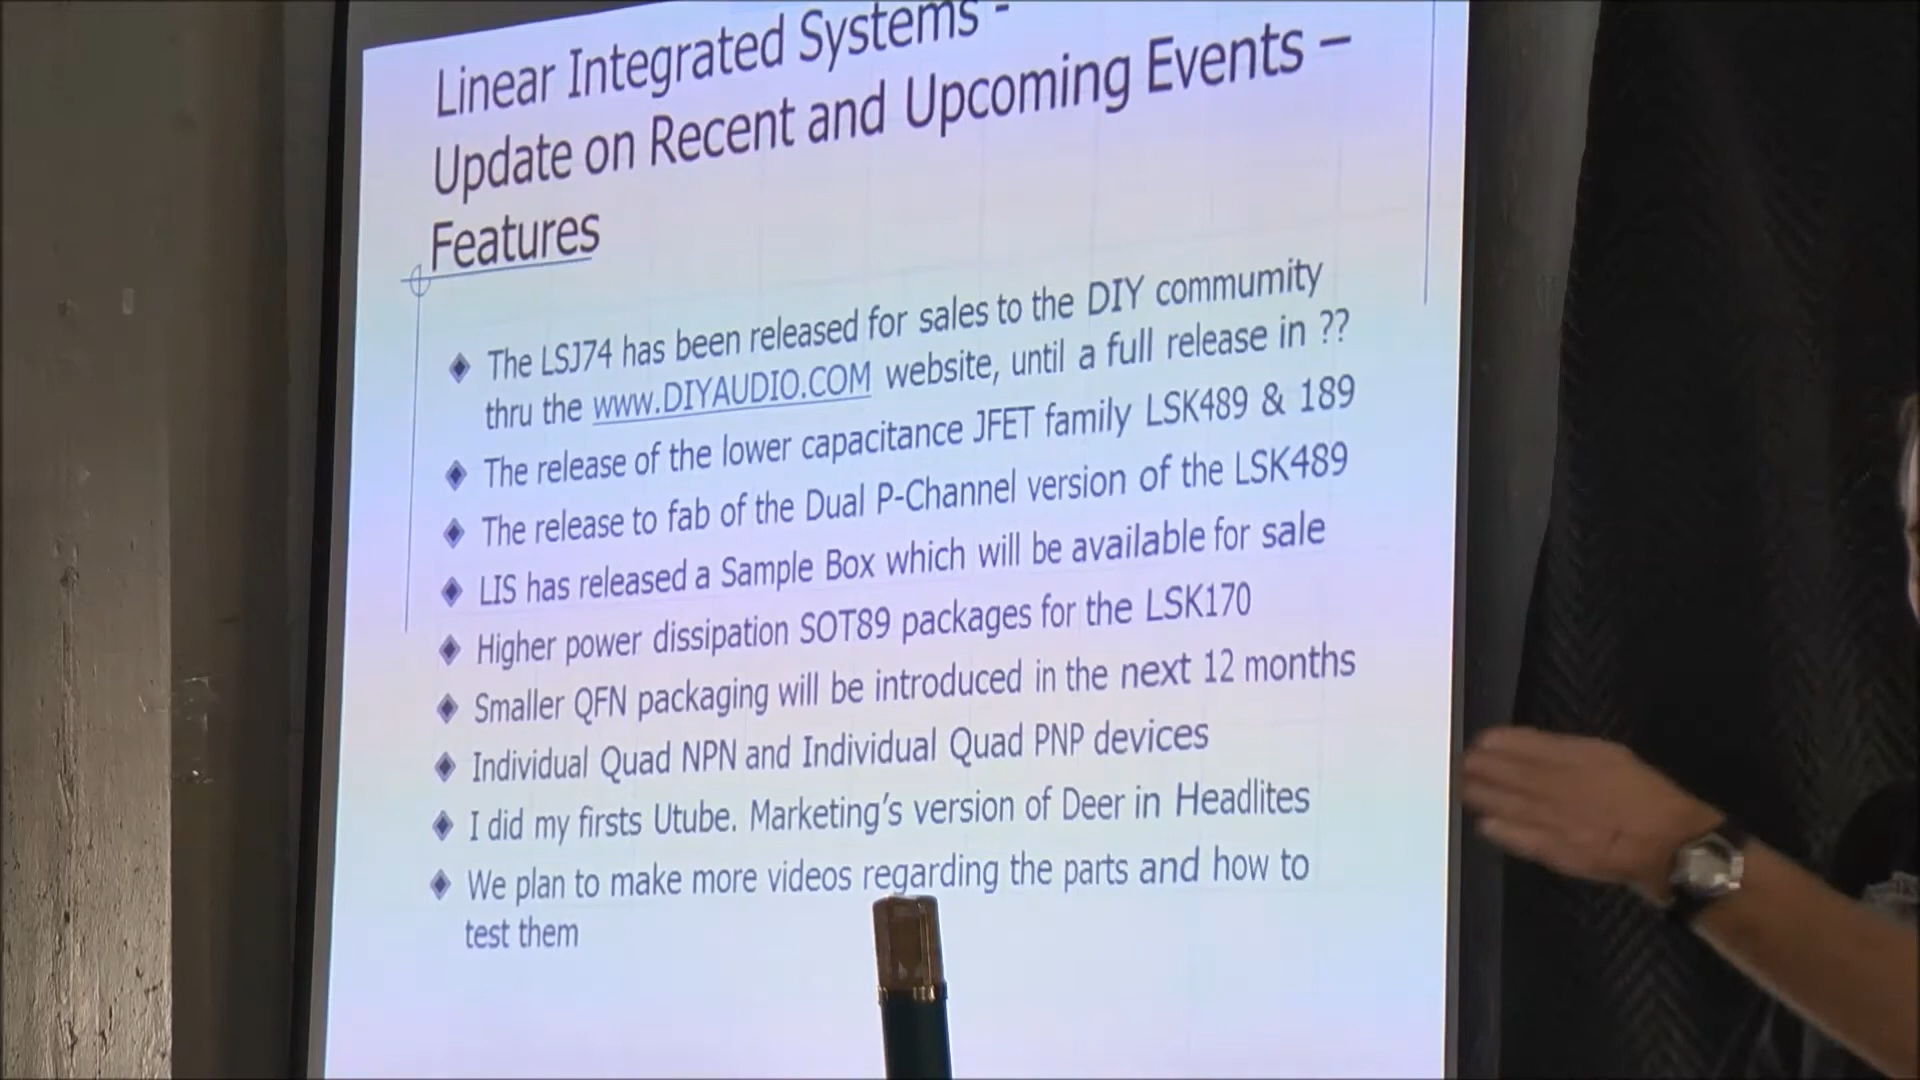 Linear Integrated Systems -
Update on Recent and Upcoming Events –
Features
The LSJ74 has been released for sales to the DIY commumity
thru the www.DIYAUDIO.COM website, until a full release in ??
The release of the lower capacitance JFET family LSK489 & 189
The release to fab of the Dual P-Channel version of the LSK489
LIS has released a Sample Box which will be available for sale
Higher power dissipation SOT89 packages for the LSK170
Smaller QFN packaging will be introduced in the next 12 months
Individual Quad NPN and Individual Quad PNP devices
I did my firsts Utube. Marketing’s version of Deer in Headlites
We plan to make more videos regarding the parts and how to
test them